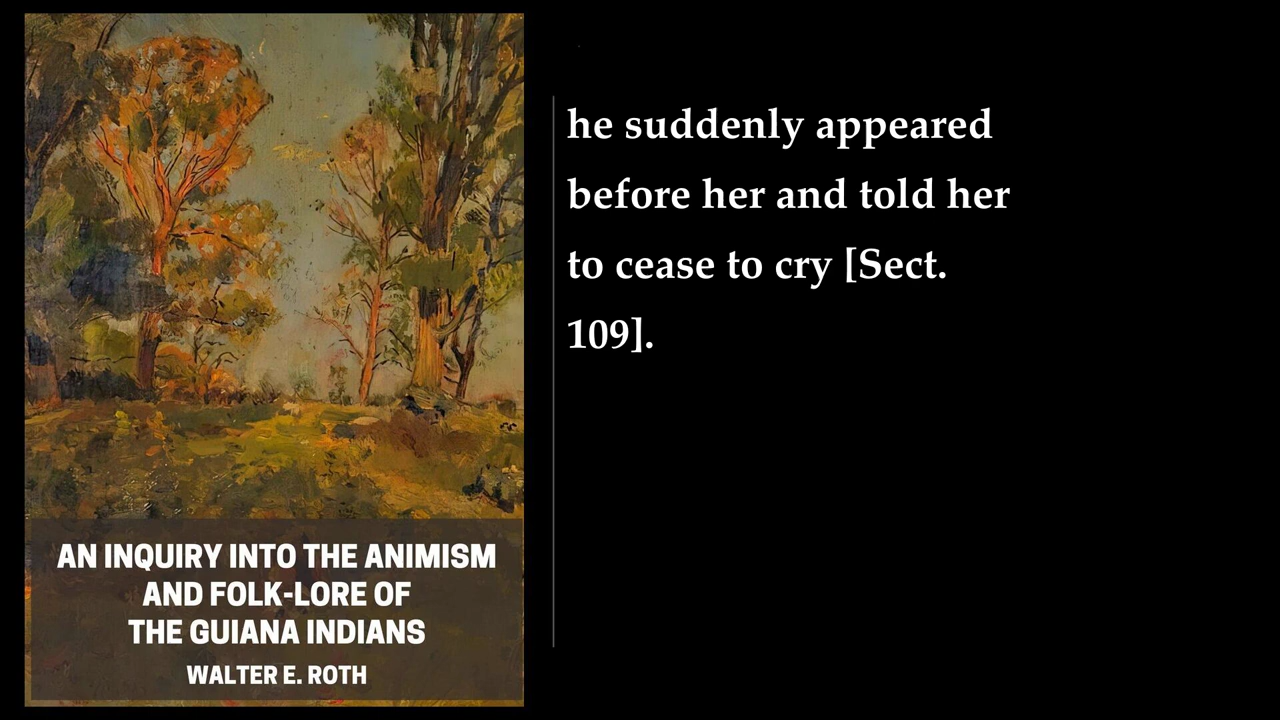 he suddenly appeared
before her and told her
to cease to cry [Sect.
109].
AN INQUIRY INTO THE ANIMISM
AND FOLK-LORE OF
THE GUIANA INDIANS
WALTER E. ROTH